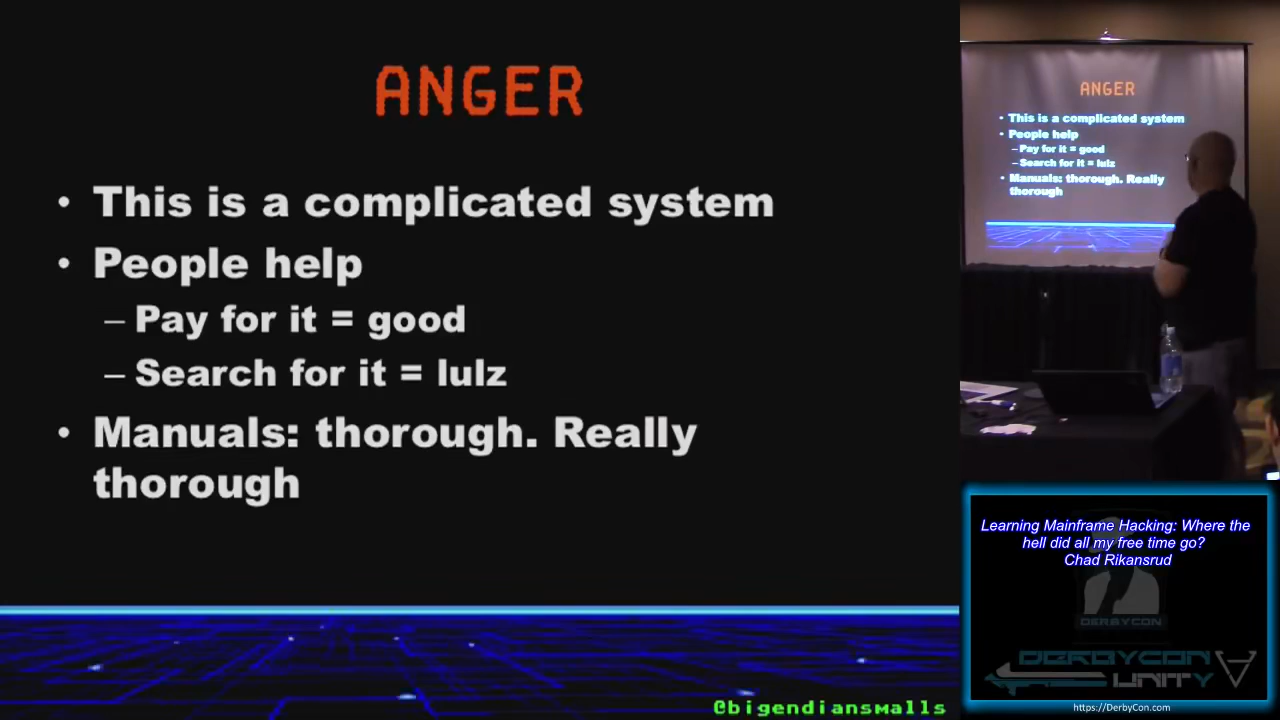 ANGER
• This is a complicated system
• People help
– Pay for it = good
– Search for it = lulz
• Manuals: thorough. Really
thorough
@bigendiansmalls
ANGER
• This is a complicated system
• People help
– Pay for it = good
– Search for it = lulz
• Manuals: thorough. Really
thorough
Learning Mainframe Hacking: Where the
hell did all my free time go?
Chad Rikansrud
DERBYCON
DERBYCON
UNITY
https://DerbyCon.com